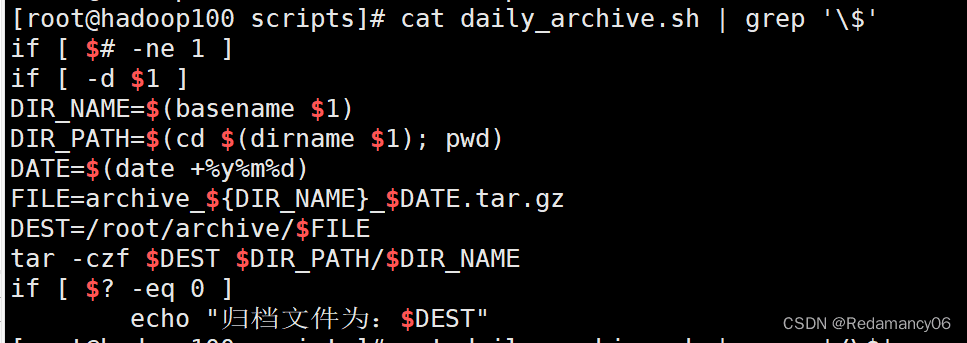 [root@hadoop100 scripts]# cat daily_archive.sh | grep '\$'
if [ $# -ne 1 ]
if [ -d $1 ]
DIR_NAME=$(basename $1)
DIR_PATH=$(cd $(dirname $1); pwd)
DATE=$(date +%y%m%d)
FILE=archive_${DIR_NAME}_$DATE.tar.gz
DEST=/root/archive/$FILE
tar -czf $DEST $DIR_PATH/$DIR_NAME
if [ $? -eq 0 ]
        echo "归档文件为：$DEST"
CSDN @Redamancy06